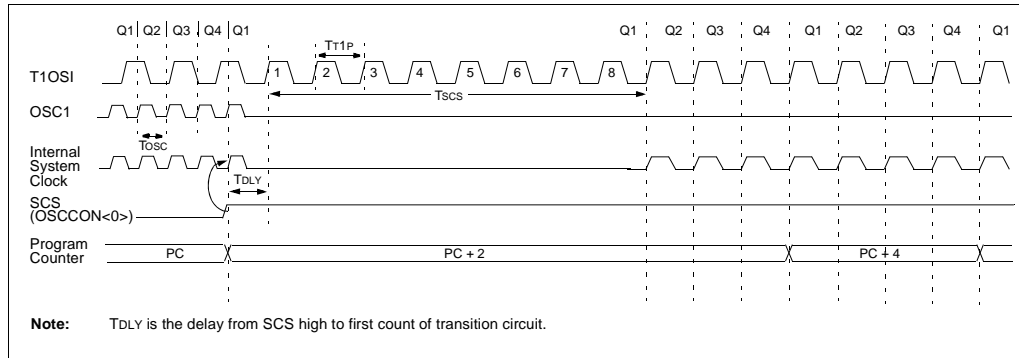 Q1 Q2 Q3 Q4 Q1 Q1 Q2 Q3 Q4 Q1 Q2 Q3 Q4 Q1
TT1P
T1OSI
1 2 3 4 5 6 7 8
TSCS
OSC1
TOSC
Internal
System
Clock
TDLY
SCS
(OSCCON<0>)
Program
Counter
PC PC + 2 PC + 4
Note: TDLY is the delay from SCS high to first count of transition circuit.